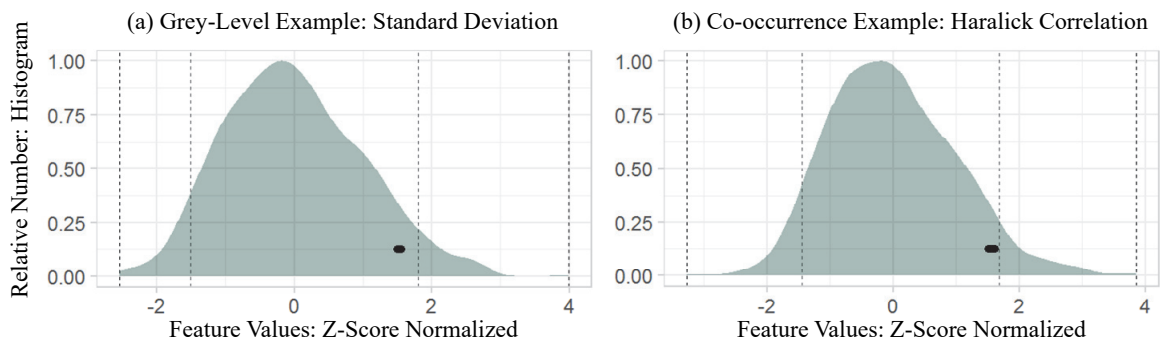 (a) Grey-Level Example: Standard Deviation
Relative Number: Histogram
1.00
0.75
0.50
0.25
0.00
-2 0 2 4
Feature Values: Z-Score Normalized
(b) Co-occurrence Example: Haralick Correlation
1.00
0.75
0.50
0.25
0.00
-2 0 2 4
Feature Values: Z-Score Normalized